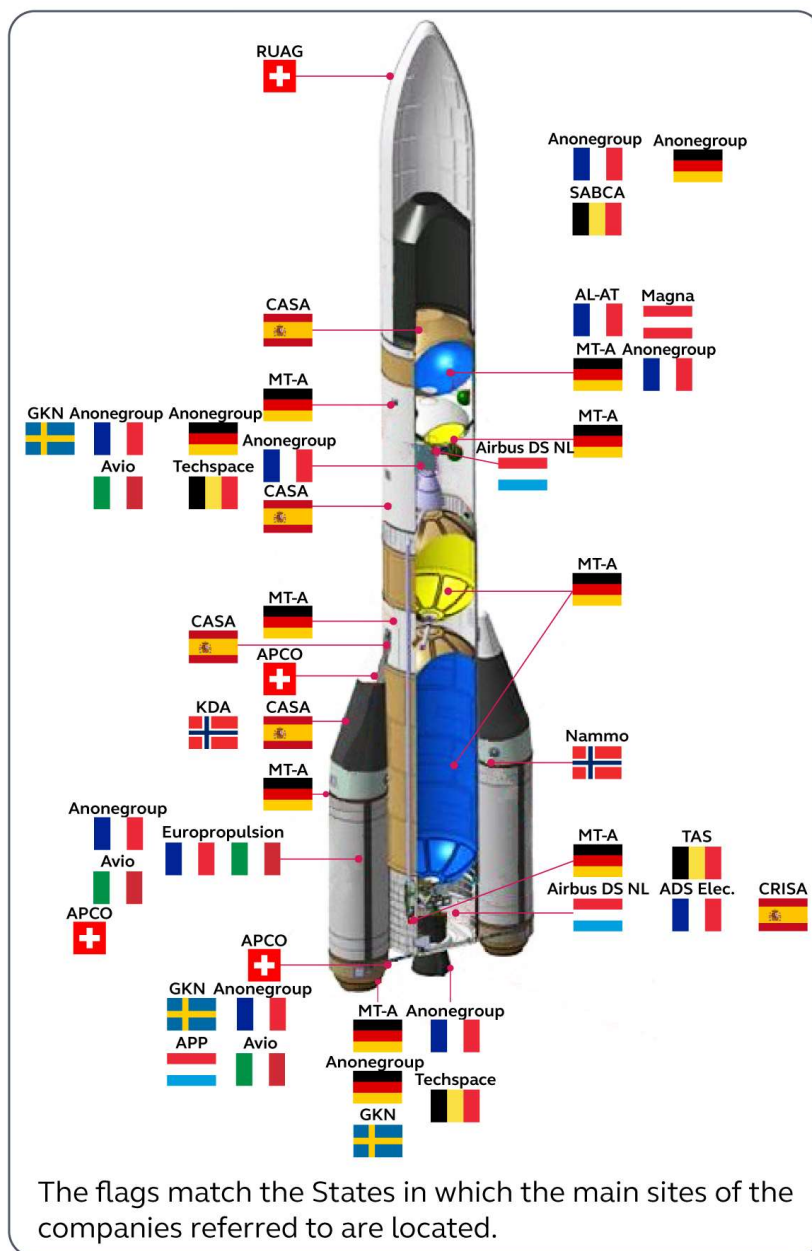 RUAG
Anonegroup Anonegroup
SABCA
CASA
AL-AT Magna
MT-A Anonegroup
MT-A
GKN Anonegroup Anonegroup
MT-A
Anonegroup
Airbus DS NL
Avio Techspace
CASA
MT-A
MT-A
CASA
APCO
KDA CASA
Nammo
MT-A
Anonegroup
Europropulsion
Avio
APCO
MT-A TAS
Airbus DS NL ADS Elec. CRISA
APCO
GKN Anonegroup
MT-A Anonegroup
APP Avio
Anonegroup
Techspace
GKN
The flags match the States in which the main sites of the
companies referred to are located.